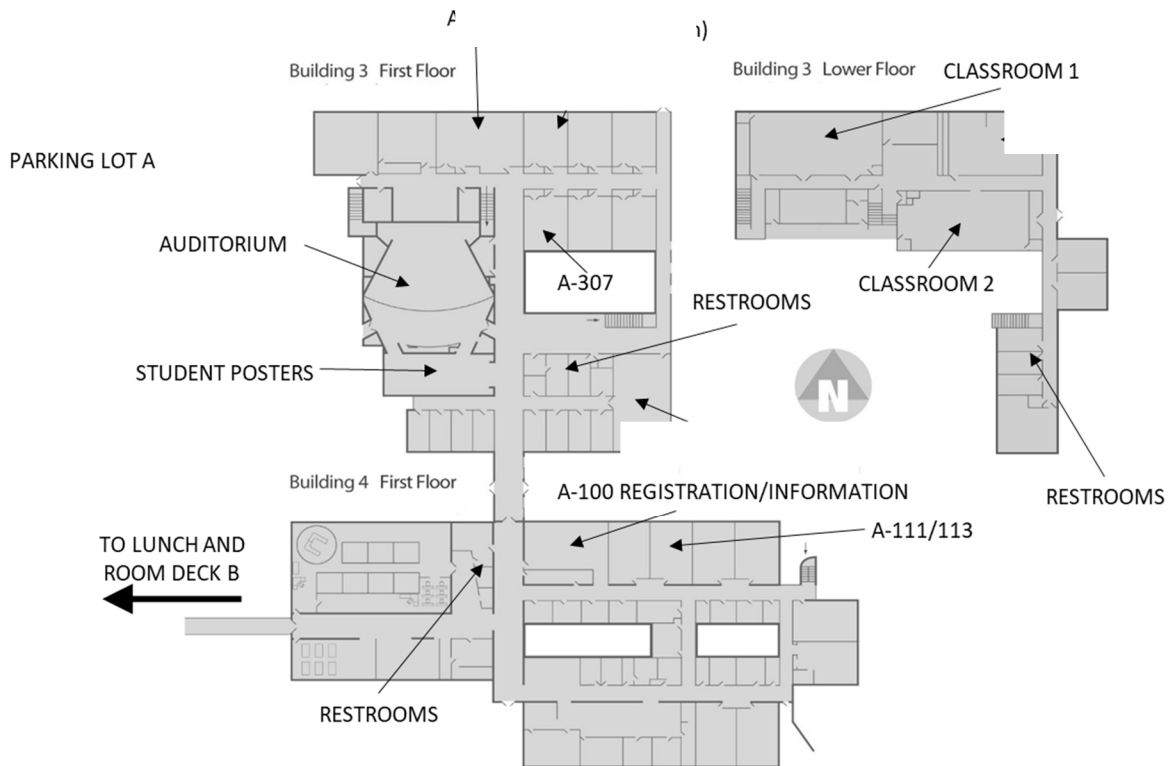 Building 3 First Floor
Building 3 Lower Floor
CLASSROOM 1
PARKING LOT A
AUDITORIUM
A-307
CLASSROOM 2
RESTROOMS
STUDENT POSTERS
N
Building 4 First Floor
A-100 REGISTRATION/INFORMATION
RESTROOMS
A-111/113
TO LUNCH AND
ROOM DECK B
RESTROOMS